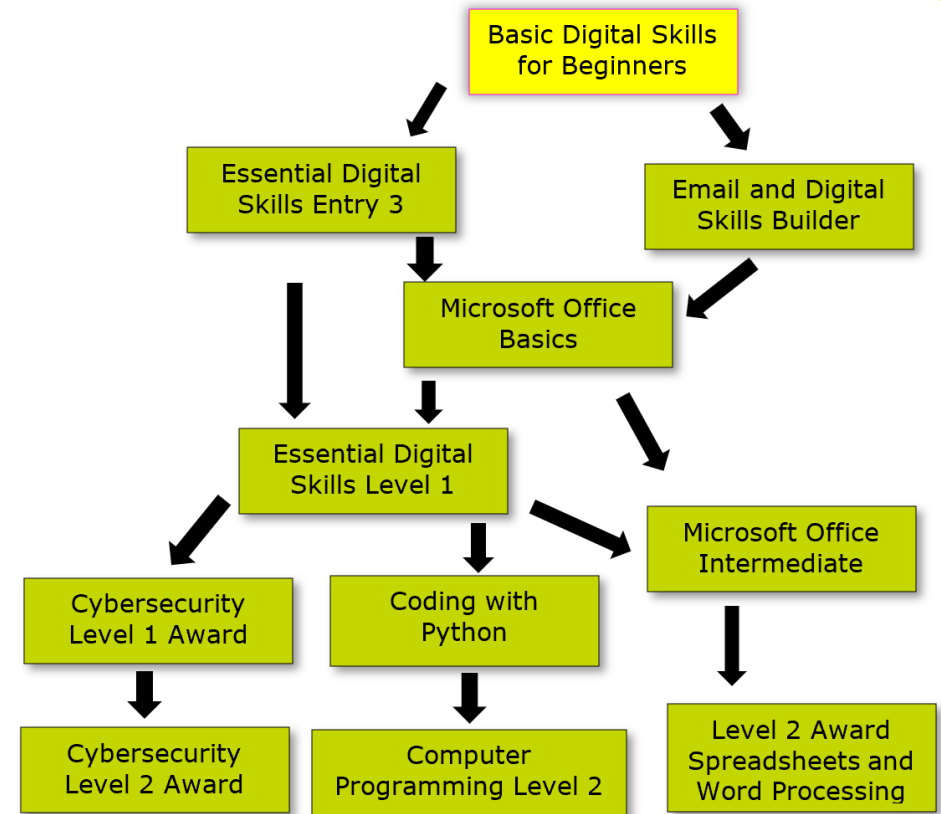 Basic Digital Skills
for Beginners
Essential Digital
Skills Entry 3
Email and Digital
Skills Builder
Microsoft Office
Basics
Essential Digital
Skills Level 1
Microsoft Office
Intermediate
Cybersecurity
Level 1 Award
Coding with
Python
Cybersecurity
Level 2 Award
Computer
Programming Level 2
Level 2 Award
Spreadsheets and
Word Processing